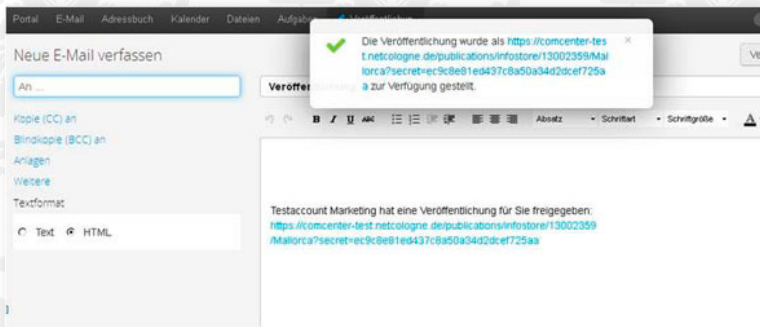 Portal E-Mail Adressbuch Kalender Dateien Aufgaben
Neue E-Mail verfassen
An ...
Kopie (CC) an
Blindkopie (BCC) an
Anlagen
Weitere
Textformat
Text HTML
Die Veröffentlichung wurde als https://comcenter-tes
t.netcologne.de/publications/infostore/13002359/Mal
lorca?secret=ec9c8e81ed437c8a50a34d2dcef725a
a zur Verfügung gestellt.
B I U ABC Absatz Schriftart Schriftgröße A
Testaccount Marketing hat eine Veröffentlichung für Sie freigegeben:
https://comcenter-test.netcologne.de/publications/infostore/13002359
/Mallorca?secret=ec9c8e81ed437c8a50a34d2dcef725aa